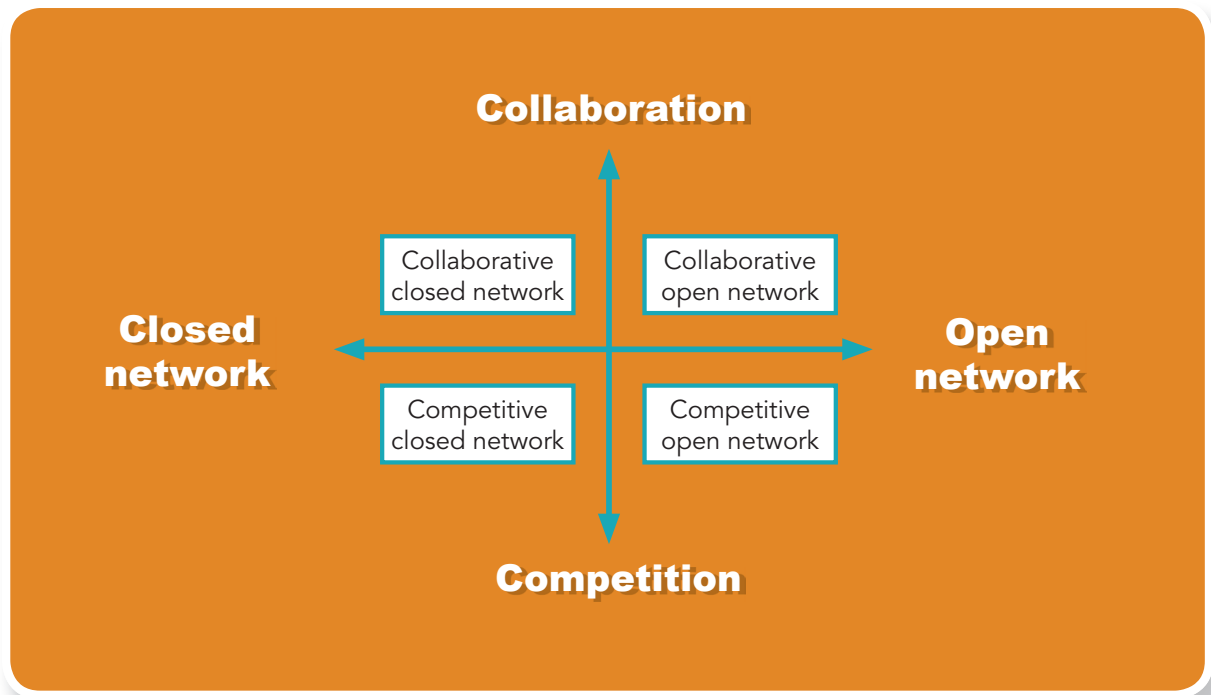 Collaboration
Collaborative
closed network
Collaborative
open network
Closed
network
Open
network
Competitive
closed network
Competitive
open network
Competition